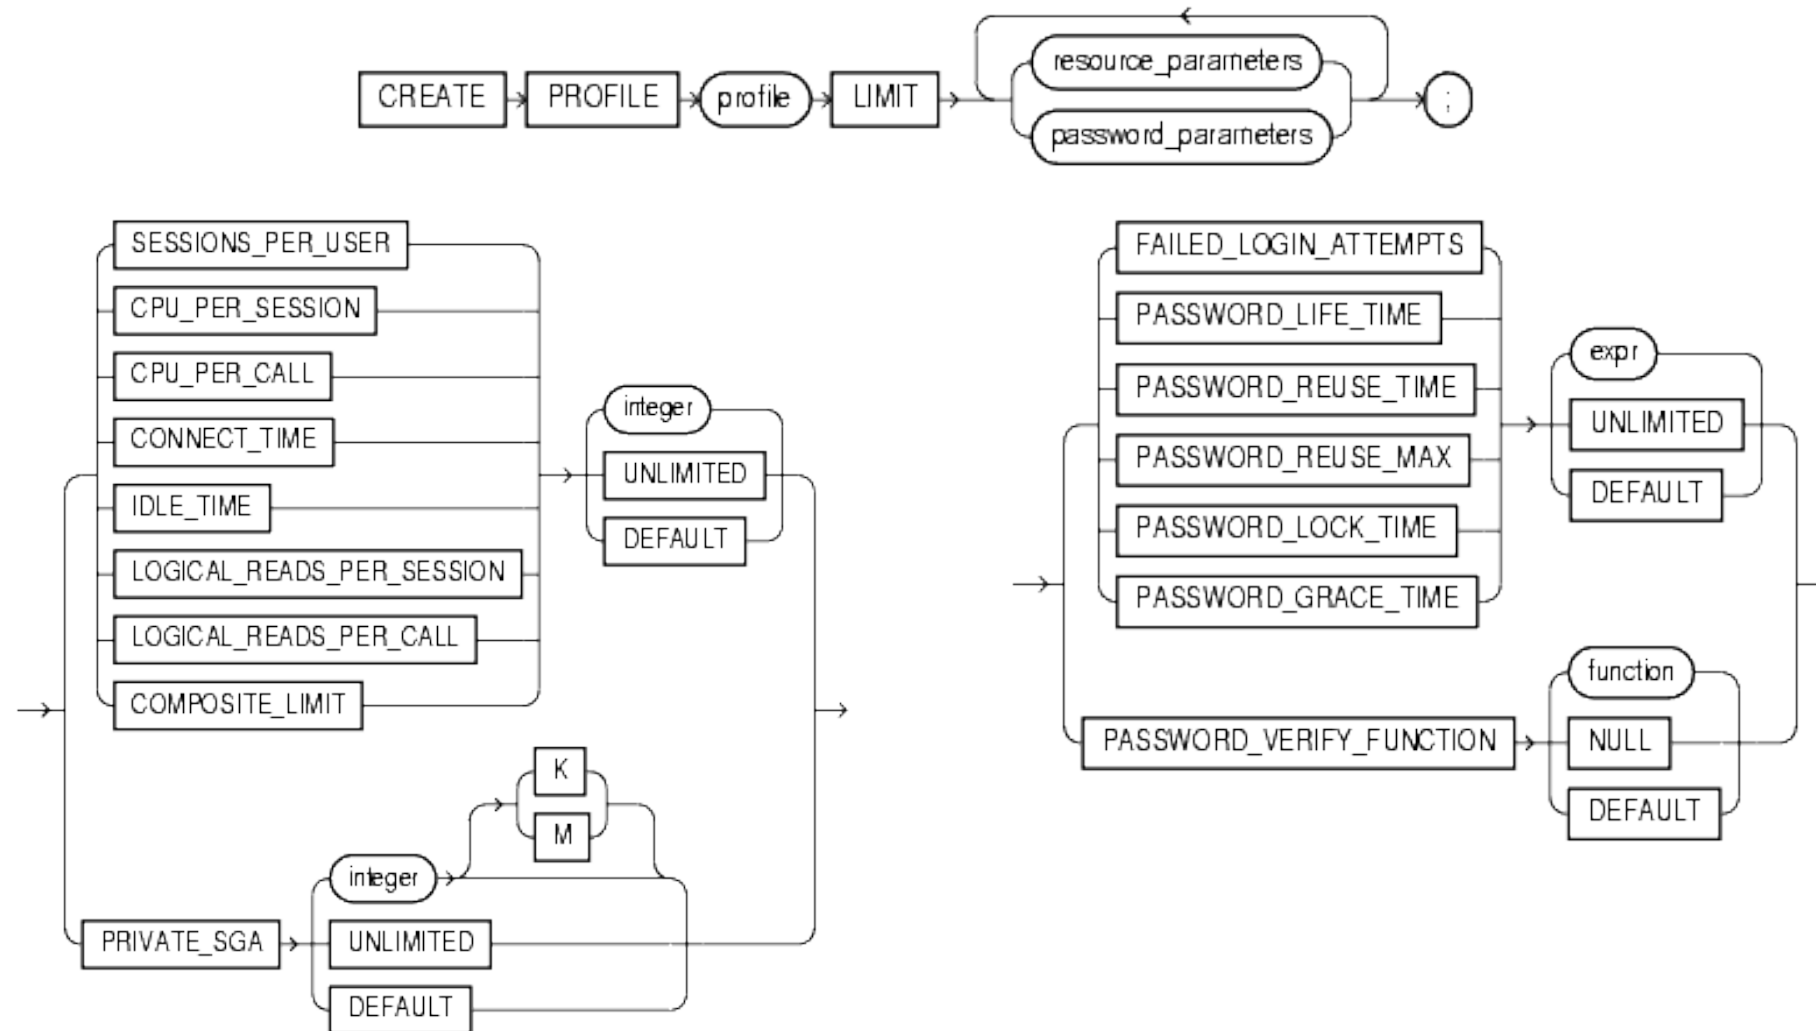 CREATE PROFILE profile LIMIT resource_parameters ;
password_parameters
SESSIONS_PER_USER
CPU_PER_SESSION
CPU_PER_CALL
CONNECT_TIME
IDLE_TIME
LOGICAL_READS_PER_SESSION
LOGICAL_READS_PER_CALL
COMPOSITE_LIMIT
integer
UNLIMITED
DEFAULT
PRIVATE_SGA
integer
K
M
UNLIMITED
DEFAULT
FAILED_LOGIN_ATTEMPTS
PASSWORD_LIFE_TIME
PASSWORD_REUSE_TIME
PASSWORD_REUSE_MAX
PASSWORD_LOCK_TIME
PASSWORD_GRACE_TIME
expr
UNLIMITED
DEFAULT
PASSWORD_VERIFY_FUNCTION
function
NULL
DEFAULT